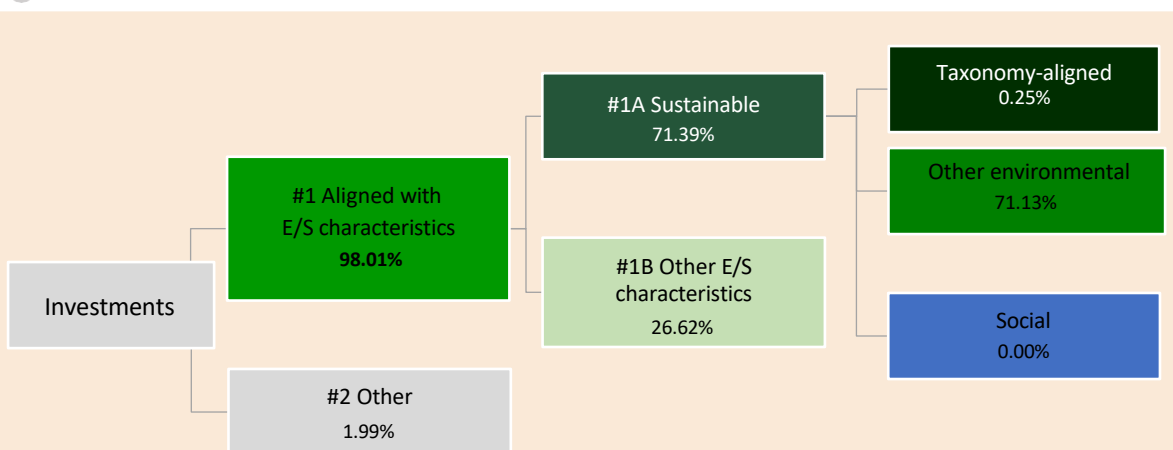 Investments
#1 Aligned with
E/S characteristics
98.01%
#2 Other
1.99%
#1A Sustainable
71.39%
#1B Other E/S
characteristics
26.62%
Taxonomy-aligned
0.25%
Other environmental
71.13%
Social
0.00%